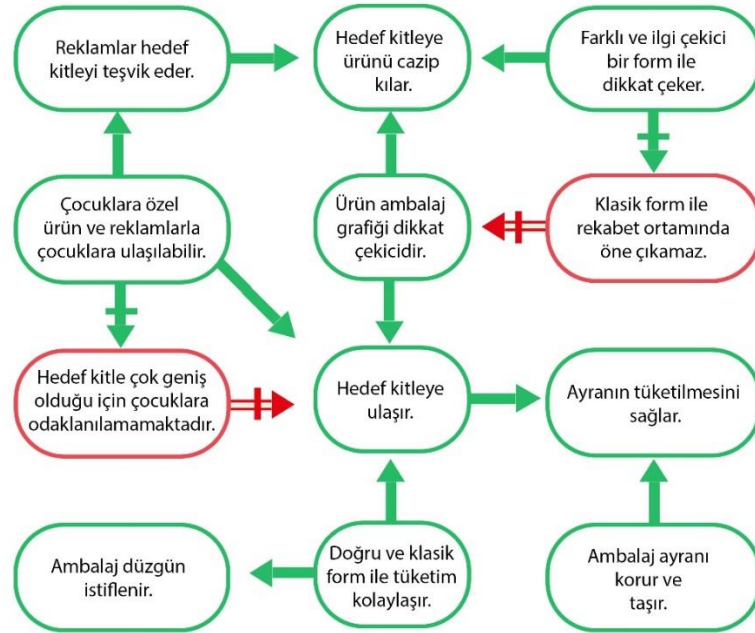 Reklamlar hedef
kitleyi teşvik eder.
Hedef kitleye
ürünü cazip
kılar.
Farklı ve ilgi çekici
bir form ile
dikkat çeker.
Çocuklara özel
ürün ve reklamlarla
çocuklara ulaşılabilir.
Ürün ambalaj
grafiği dikkat
çekicidir.
Klasik form ile
rekabet ortamında
öne çıkamaz.
Hedef kitle çok geniş
olduğu için çocuklara
odaklanılamamaktadır.
Hedef kitleye
ulaşır.
Ayranın tüketilmesini
sağlar.
Ambalaj düzgün
istiflenir.
Doğru ve klasik
form ile tüketim
kolaylaşır.
Ambalaj ayranı
korur ve
taşır.